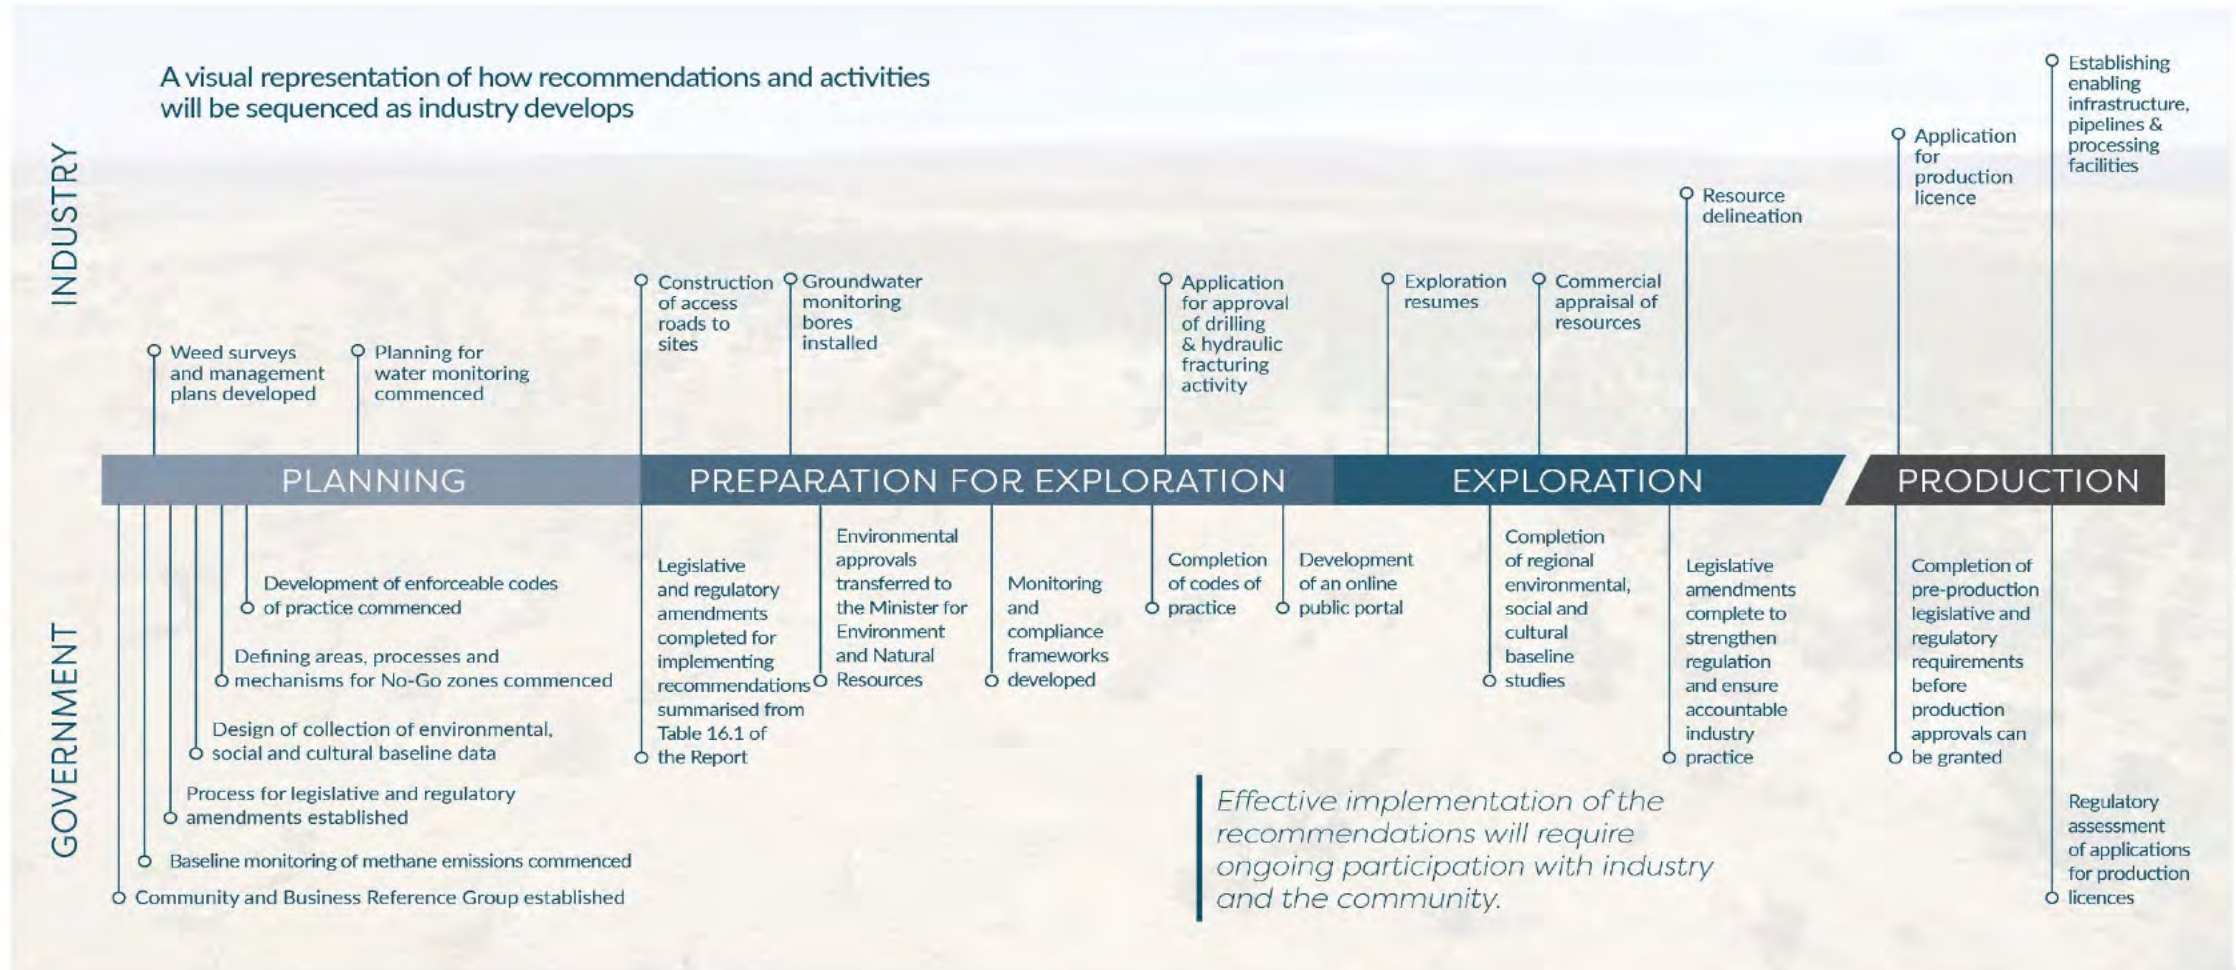 A visual representation of how recommendations and activities
will be sequenced as industry develops
INDUSTRY
Weed surveys
and management
plans developed
Planning for
water monitoring
commenced
Construction
of access
roads to
sites
Groundwater
monitoring
bores
installed
Application
for approval
of drilling
& hydraulic
fracturing
activity
Exploration
resumes
Commercial
appraisal of
resources
Resource
delineation
Application
for
production
licence
Establishing
enabling
infrastructure,
pipelines &
processing
facilities
PLANNING
PREPARATION FOR EXPLORATION
EXPLORATION
PRODUCTION
GOVERNMENT
Development of enforceable codes
of practice commenced
Defining areas, processes and
mechanisms for No-Go zones commenced
Design of collection of environmental,
social and cultural baseline data
Process for legislative and regulatory
amendments established
Baseline monitoring of methane emissions commenced
Community and Business Reference Group established
Legislative
and regulatory
amendments
completed for
implementing
recommendations
summarised from
Table 16.1 of
the Report
Environmental
approvals
transferred to
the Minister for
Environment
and Natural
Resources
Monitoring
and
compliance
frameworks
developed
Completion
of codes of
practice
Development
of an online
public portal
Completion
of regional
environmental,
social and
cultural
baseline
studies
Legislative
amendments
complete to
strengthen
regulation
and ensure
accountable
industry
practice
Completion of
pre-production
legislative and
regulatory
requirements
before
production
approvals can
be granted
Regulatory
assessment
of applications
for production
licences
Effective implementation of the
recommendations will require
ongoing participation with industry
and the community.